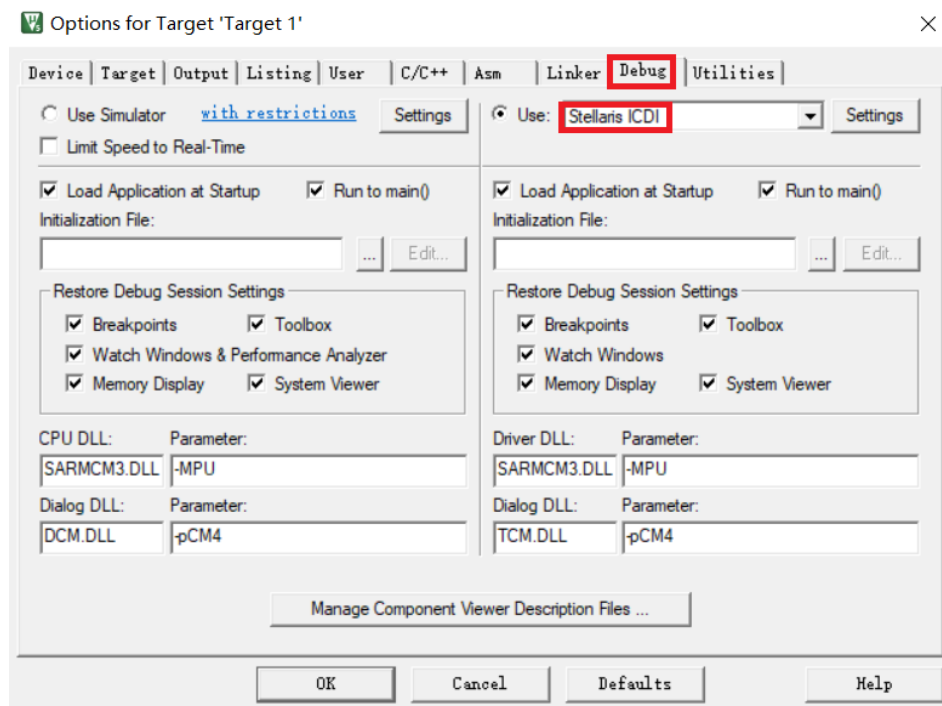 Options for Target 'Target 1'
Device Target Output Listing User C/C++ Asm Linker Debug Utilities
Use Simulator with restrictions Settings
Limit Speed to Real-Time
Use: Stellaris ICDI Settings
Load Application at Startup Run to main()
Initialization File:
... Edit...
Restore Debug Session Settings
Breakpoints Toolbox
Watch Windows & Performance Analyzer
Memory Display System Viewer
CPU DLL: Parameter:
SARMCM3.DLL -MPU
Dialog DLL: Parameter:
DCM.DLL -pCM4
Load Application at Startup Run to main()
Initialization File:
... Edit...
Restore Debug Session Settings
Breakpoints Toolbox
Watch Windows
Memory Display System Viewer
Driver DLL: Parameter:
SARMCM3.DLL -MPU
Dialog DLL: Parameter:
TCM.DLL -pCM4
Manage Component Viewer Description Files ...
OK Cancel Defaults Help